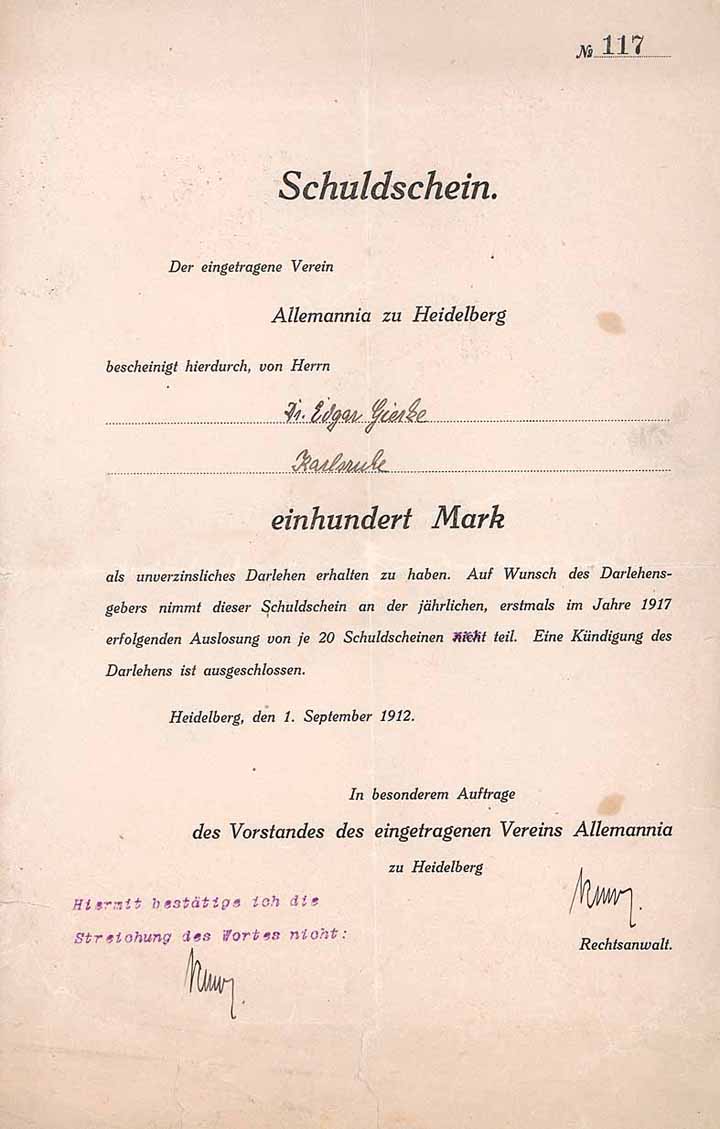 № 117
Schuldschein.
Der eingetragene Verein
Allemannia zu Heidelberg
bescheinigt hierdurch, von Herrn
Dr. Edgar Gierke
Karlsruhe
einhundert Mark
als unverzinsliches Darlehen erhalten zu haben. Auf Wunsch des Darlehens-
gebers nimmt dieser Schuldschein an der jährlichen, erstmals im Jahre 1917
erfolgenden Auslosung von je 20 Schuldscheinen nicht teil. Eine Kündigung des
Darlehens ist ausgeschlossen.
Heidelberg, den 1. September 1912.
In besonderem Auftrage
des Vorstandes des eingetragenen Vereins Allemannia
zu Heidelberg
Rechtsanwalt.
Hiermit bestätige ich die
Streichung des Wortes nicht: